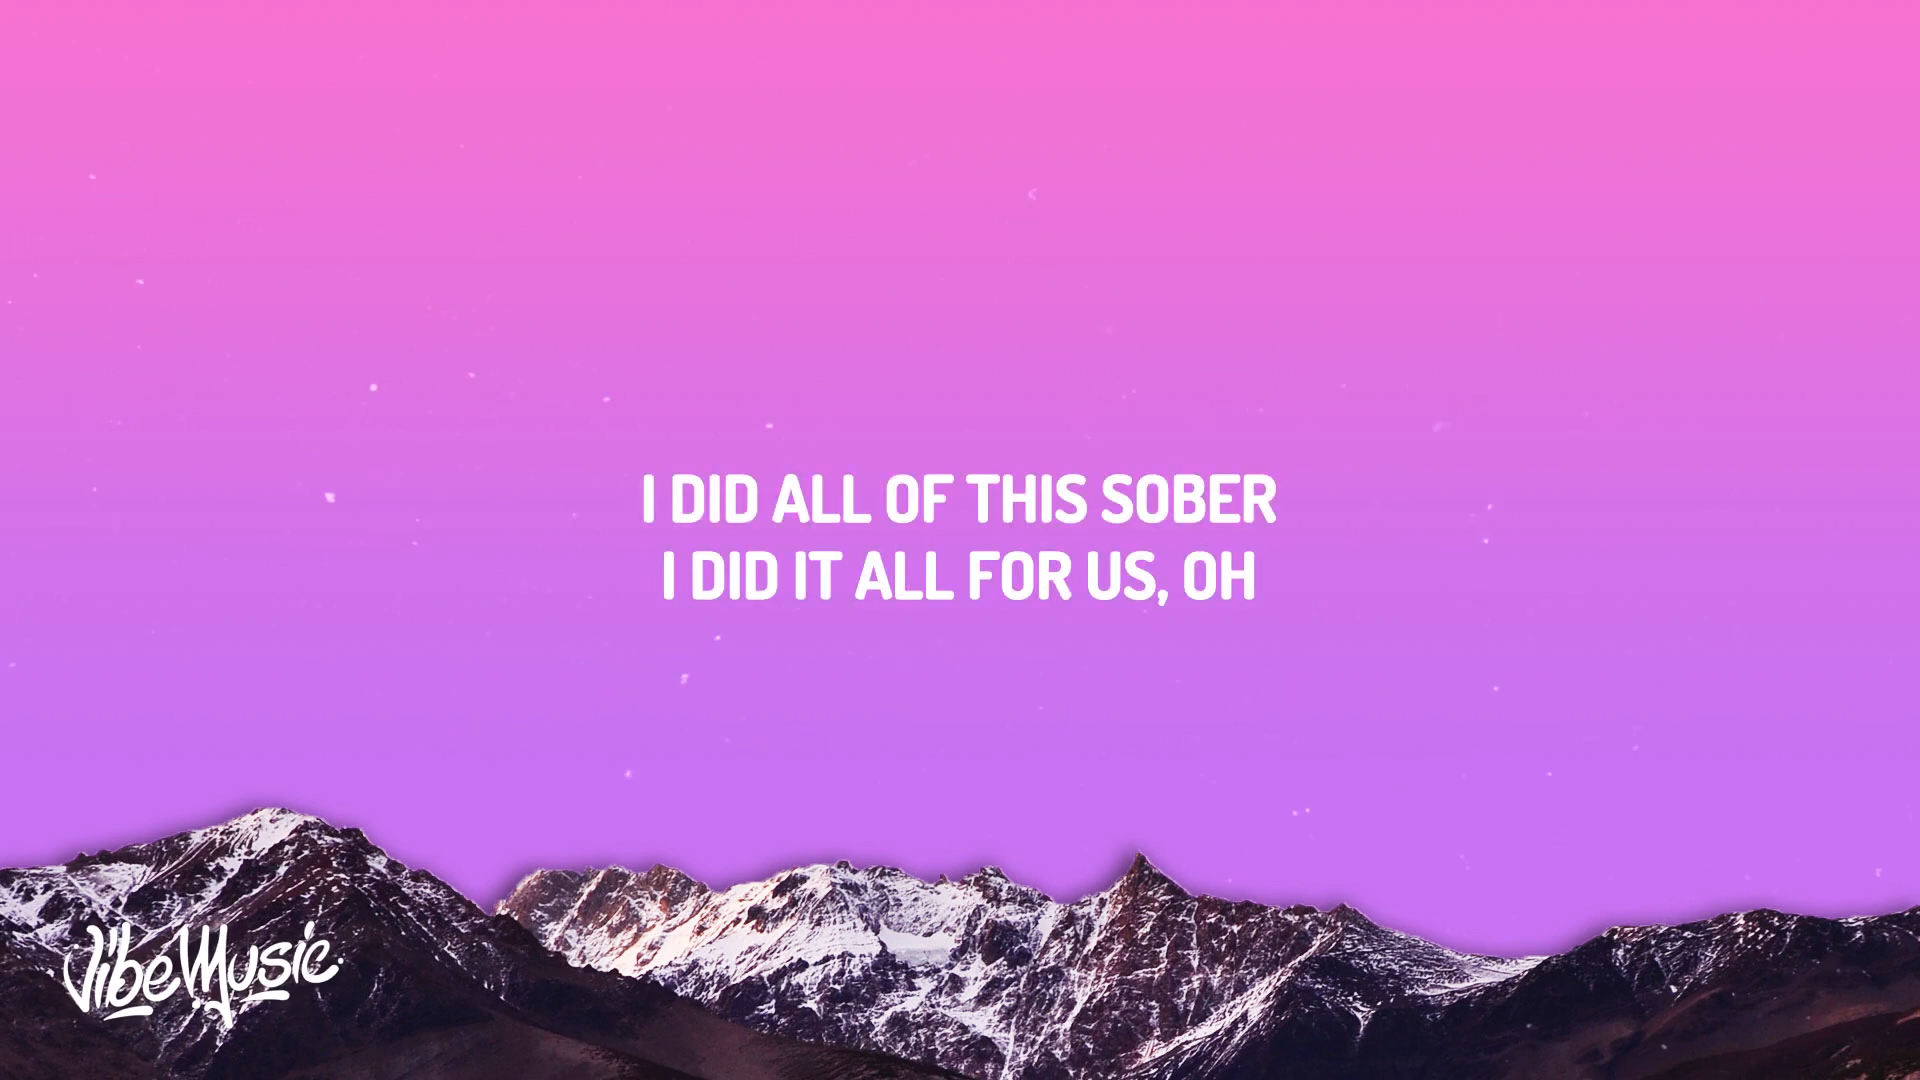 I DID ALL OF THIS SOBER
I DID IT ALL FOR US, OH
VibeMusic.